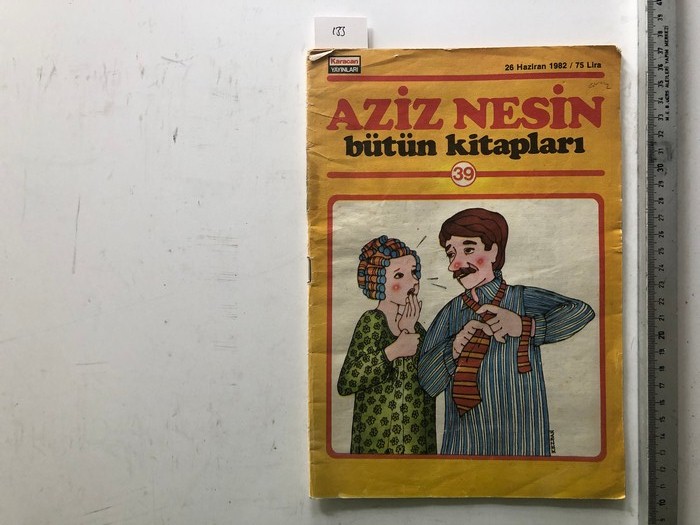 133
Karacan
YAYINLARI
26 Haziran 1982 / 75 Lira
AZİZ NESİN
bütün kitapları
39